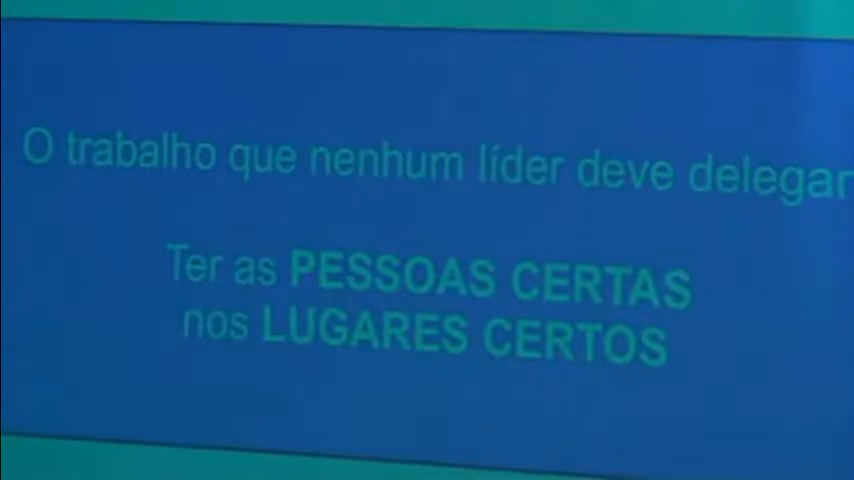 O trabalho que nenhum líder deve delegar
Ter as PESSOAS CERTAS
nos LUGARES CERTOS